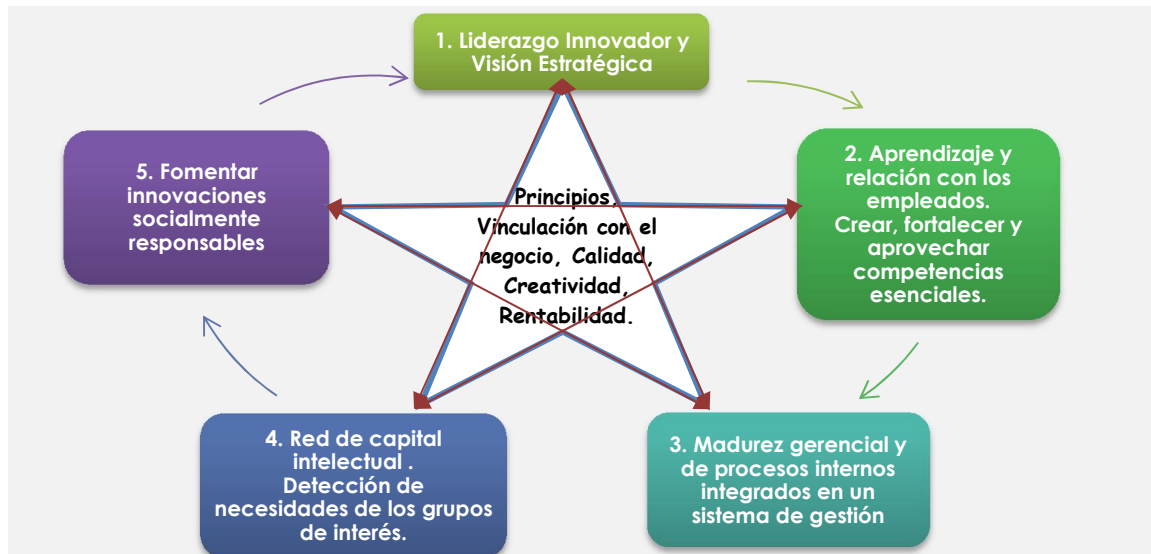 1. Liderazgo Innovador y
Visión Estratégica
2. Aprendizaje y
relación con los
empleados.
Crear, fortalecer y
aprovechar
competencias
esenciales.
3. Madurez gerencial y
de procesos internos
integrados en un
sistema de gestión
4. Red de capital
intelectual .
Detección de
necesidades de los grupos
de interés.
5. Fomentar
innovaciones
socialmente
responsables
Principios,
Vinculación con el
negocio, Calidad,
Creatividad,
Rentabilidad.